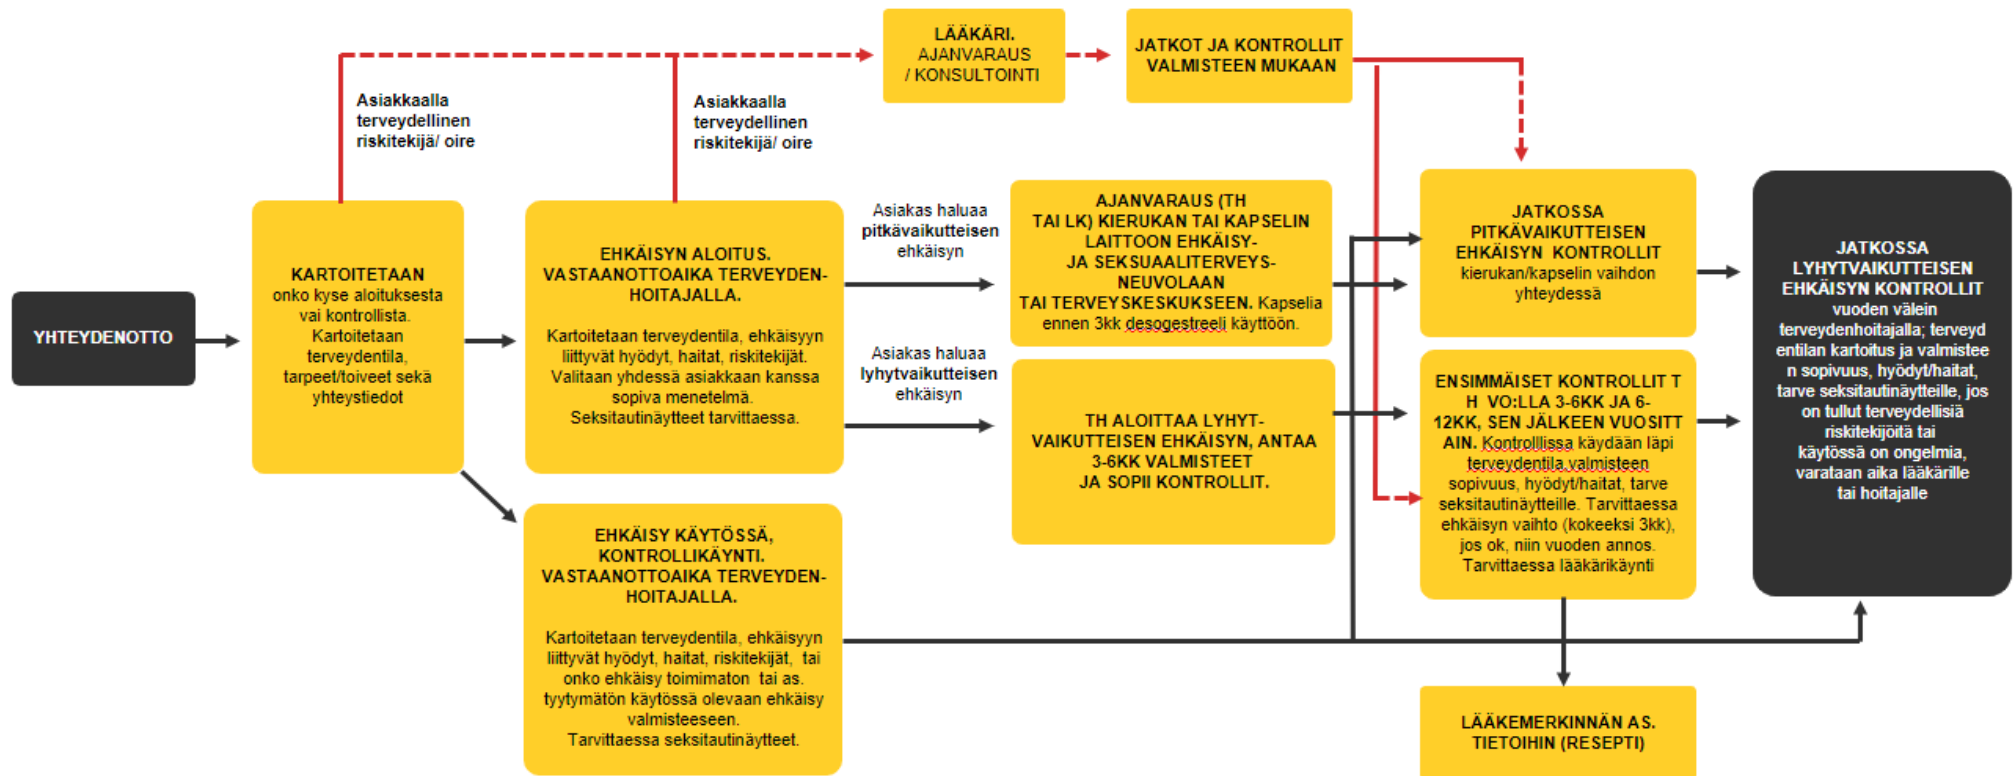 LÄÄKÄRI.
AJANVARAUS
/ KONSULTOINTI
JATKOT JA KONTROLLIT
VALMISTEEN MUKAAN
Asiakkaalla
terveydellinen
riskitekijä/ oire
Asiakkaalla
terveydellinen
riskitekijä/ oire
YHTEYDENOTTO
KARTOITETAAN
onko kyse aloituksesta
vai kontrollista.
Kartoitetaan
terveydentila,
tarpeet/toiveet sekä
yhteystiedot
EHKÄISYN ALOITUS.
VASTAANOTTOAIKA TERVEYDEN-
HOITAJALLA.
Kartoitetaan terveydentila, ehkäisyyn
liittyvät hyödyt, haitat, riskitekijät.
Valitaan yhdessä asiakkaan kanssa
sopiva menetelmä.
Seksitautinäytteet tarvittaessa.
EHKÄISY KÄYTÖSSÄ,
KONTROLLIKÄYNTI.
VASTAANOTTOAIKA TERVEYDEN-
HOITAJALLA.
Kartoitetaan terveydentila, ehkäisyyn
liittyvät hyödyt, haitat, riskitekijät, tai
onko ehkäisy toimimaton tai as.
tyytymätön käytössä olevaan ehkäisy
valmisteeseen.
Tarvittaessa seksitautinäytteet.
Asiakas haluaa
pitkävaikutteisen
ehkäisyn
Asiakas haluaa
lyhytvaikutteisen
ehkäisyn
AJANVARAUS (TH
TAI LK) KIERUKAN TAI KAPSELIN
LAITTOON EHKÄISY-
JA SEKSUAALITERVEYS-
NEUVOLAAN
TAI TERVEYSKESKUKSEEN. Kapselia
ennen 3kk desogestreeli käyttöön.
TH ALOITTAA LYHYT-
VAIKUTTEISEN EHKÄISYN, ANTAA
3-6KK VALMISTEET
JA SOPII KONTROLLIT.
JATKOSSA
PITKÄVAIKUTTEISEN
EHKÄISYN KONTROLLIT
kierukan/kapselin vaihdon
yhteydessä
ENSIMMÄISET KONTROLLIT T
H VO:LLA 3-6KK JA 6-
12KK, SEN JÄLKEEN VUOSITT
AIN. Kontrolllissa käydään läpi
terveydentila,valmisteen
sopivuus, hyödyt/haitat, tarve
seksitautinäytteille. Tarvittaessa
ehkäisyn vaihto (kokeeksi 3kk),
jos ok, niin vuoden annos.
Tarvittaessa lääkärikäynti
LÄÄKEMERKINNÄN AS.
TIETOIHIN (RESEPTI)
JATKOSSA
LYHYTVAIKUTTEISEN
EHKÄISYN KONTROLLIT
vuoden välein
terveydenhoitajalla; terveyd
entilan kartoitus ja valmistee
n sopivuus, hyödyt/haitat,
tarve seksitautinäytteille, jos
on tullut terveydellisiä
riskitekijöitä tai
käytössä on ongelmia,
varataan aika lääkärille
tai hoitajalle